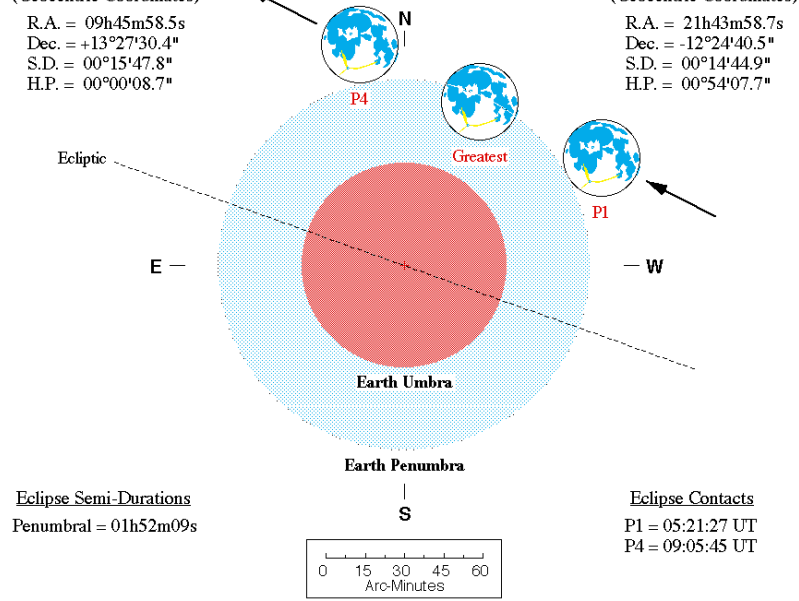 R.A. = 09h45m58.5s
Dec. = +13°27'30.4"
S.D. = 00°15'47.8"
H.P. = 00°00'08.7"
N
R.A. = 21h43m58.7s
Dec. = -12°24'40.5"
S.D. = 00°14'44.9"
H.P. = 00°54'07.7"
P4
Greatest
P1
Ecliptic
E
W
Earth Umbra
Earth Penumbra
S
Eclipse Semi-Durations
Penumbral = 01h52m09s
Eclipse Contacts
P1 = 05:21:27 UT
P4 = 09:05:45 UT
0 15 30 45 60
Arc-Minutes